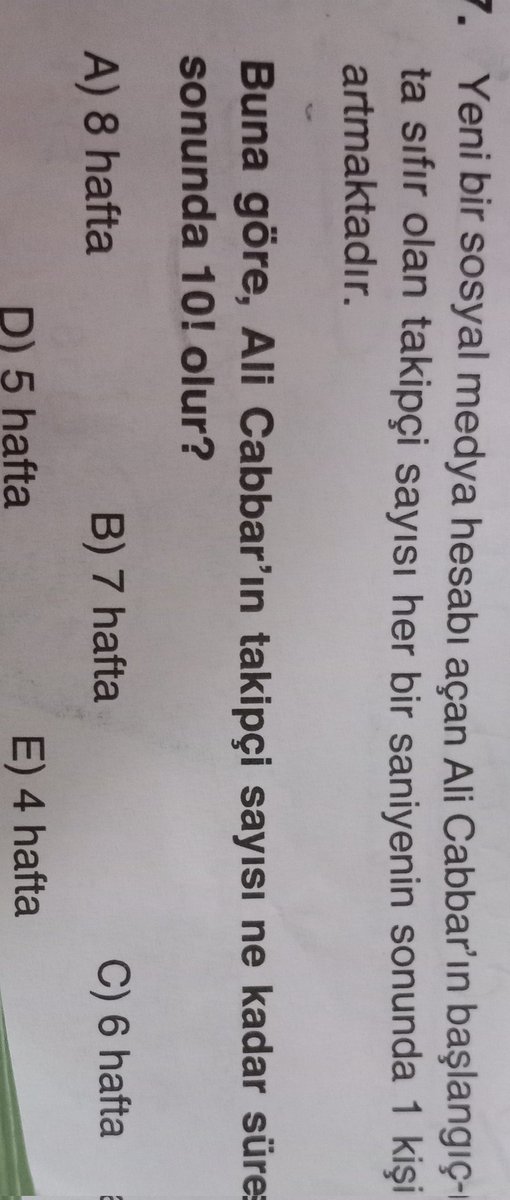 7. Yeni bir sosyal medya hesabı açan Ali Cabbar'ın başlangıç-
ta sıfır olan takipçi sayısı her bir saniyenin sonunda 1 kişi
artmaktadır.
Buna göre, Ali Cabbar'ın takipçi sayısı ne kadar süre
sonunda 10! olur?
A) 8 hafta B) 7 hafta C) 6 hafta
D) 5 hafta E) 4 hafta